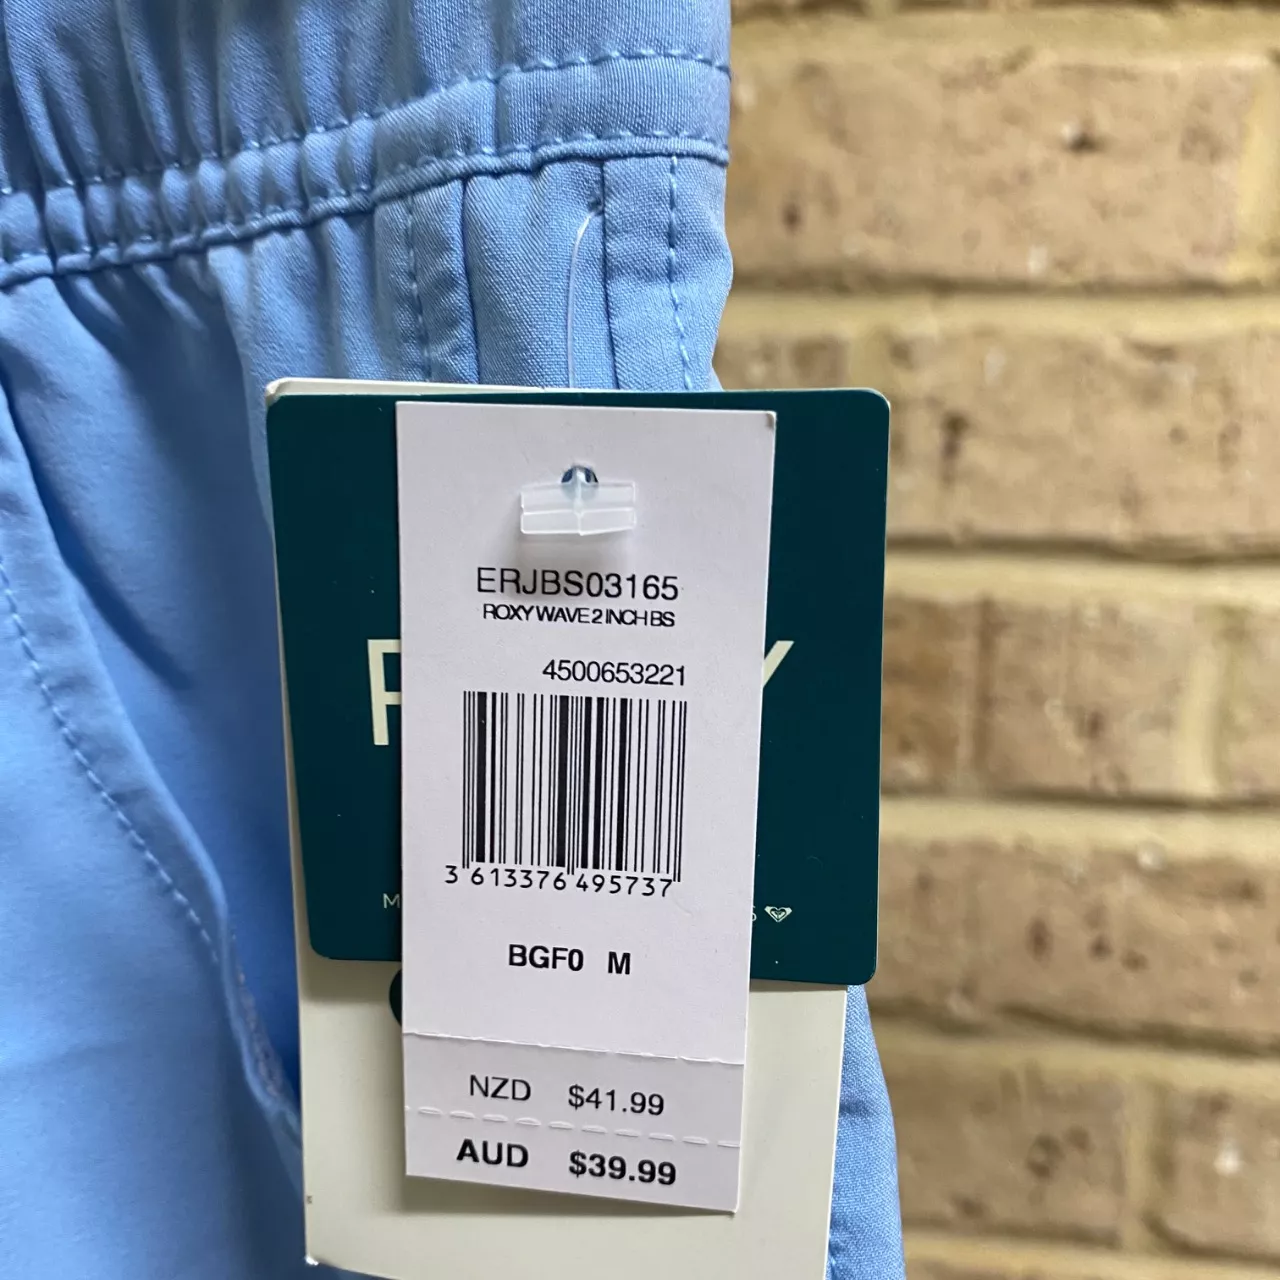 ERJBS03165
ROXY WAVE 2 INCH BS
4500653221
3 613376 495737
BGF0 M
NZD $41.99
AUD $39.99